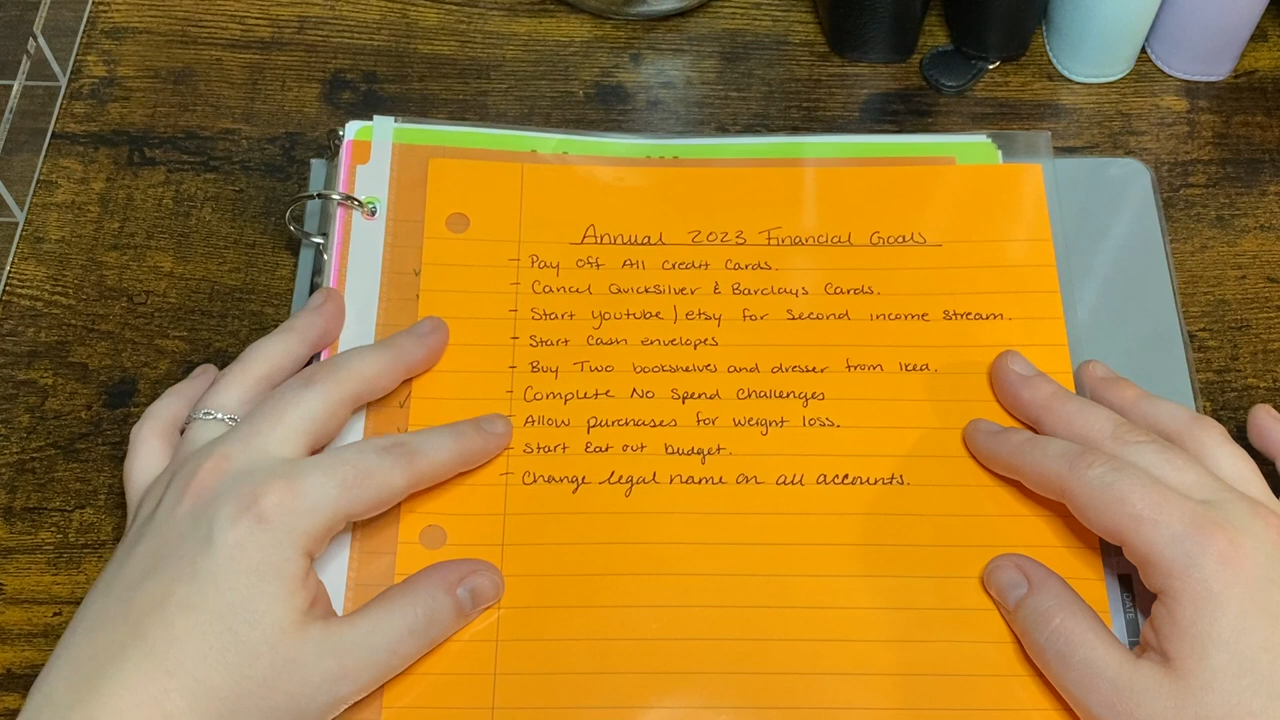 Annual 2023 Financial Goals
- Pay off All Credit Cards.
- Cancel Quicksilver & Barclays Cards.
- Start youtube / etsy for second income stream.
- Start Cash envelopes
- Buy Two bookshelves and dresser from Ikea.
- Complete No Spend Challenges
- Allow purchases for weight loss.
- Start Eat out budget.
- Change legal name on all accounts.
DATE